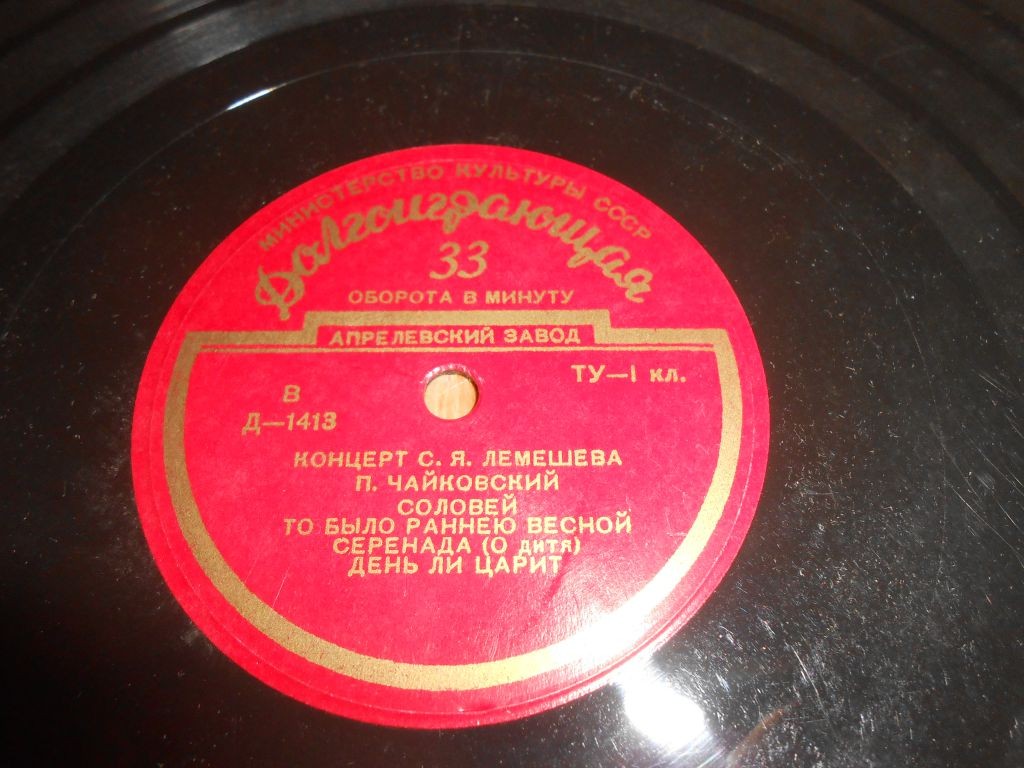 МИНИСТЕРСТВО КУЛЬТУРЫ СССР
Долгоиграющая
33
ОБОРОТА В МИНУТУ
АПРЕЛЕВСКИЙ ЗАВОД
ТУ—1 кл.
В
Д—1413
КОНЦЕРТ С. Я. ЛЕМЕШЕВА
П. ЧАЙКОВСКИЙ
СОЛОВЕЙ
ТО БЫЛО РАННЕЮ ВЕСНОЙ
СЕРЕНАДА (О дитя)
ДЕНЬ ЛИ ЦАРИТ